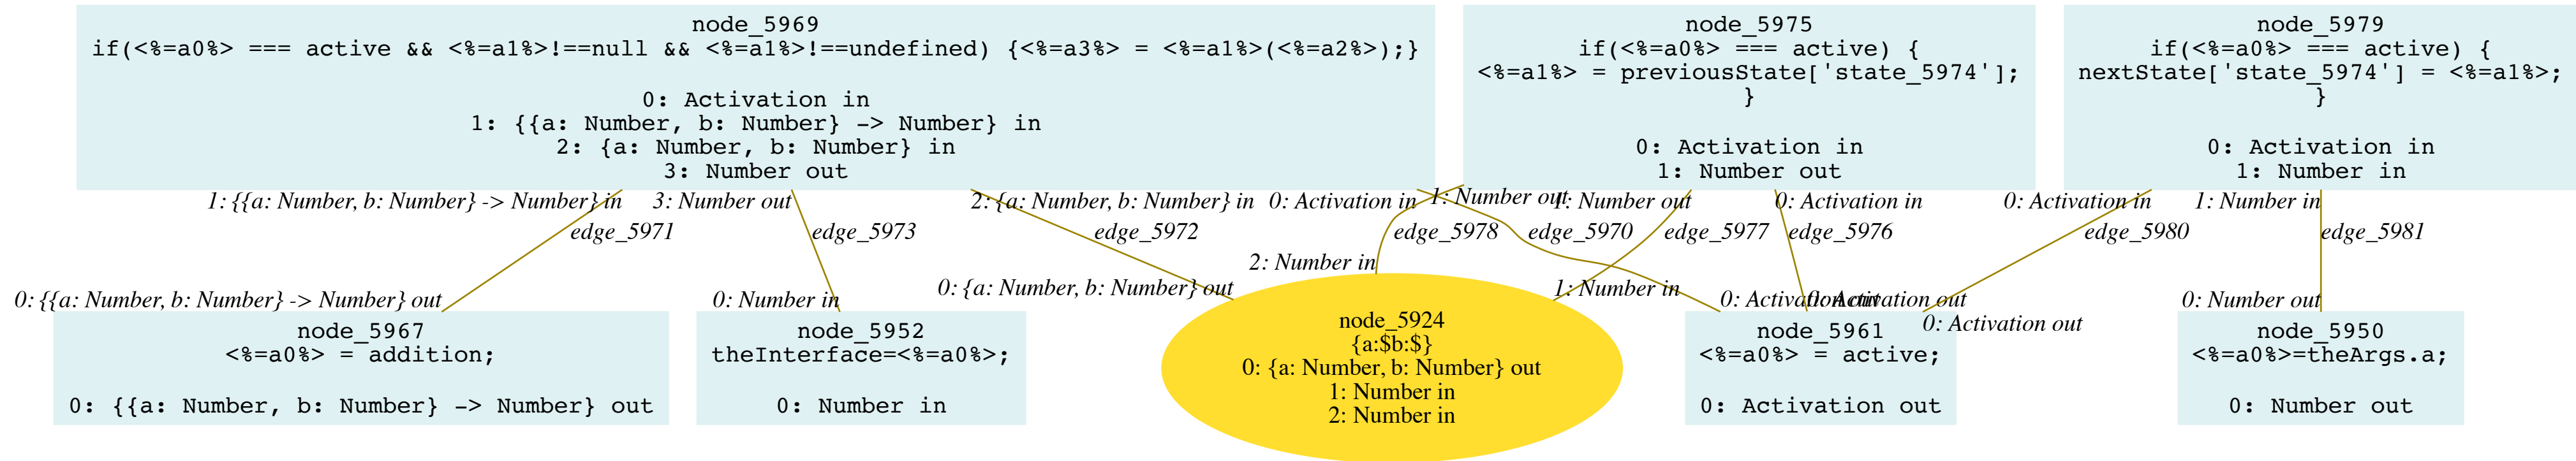 node_5969
if(<%=a0%> === active && <%=a1%>!==null && <%=a1%>!==undefined) {<%=a3%> = <%=a1%>(<%=a2%>);}
0: Activation in
1: {{a: Number, b: Number} -> Number} in
2: {a: Number, b: Number} in
3: Number out
node_5975
if(<%=a0%> === active) {
<%=a1%> = previousState['state_5974'];
}
0: Activation in
1: Number out
node_5979
if(<%=a0%> === active) {
nextState['state_5974'] = <%=a1%>;
}
0: Activation in
1: Number in
1: {{a: Number, b: Number} -> Number} in
3: Number out
2: {a: Number, b: Number} in
0: Activation in
1: Number out
1: Number out
0: Activation in
0: Activation in
1: Number in
edge_5971
edge_5973
edge_5972
edge_5978
edge_5970
edge_5977
edge_5976
edge_5980
edge_5981
2: Number in
0: {{a: Number, b: Number} -> Number} out
0: Number in
0: {a: Number, b: Number} out
1: Number in
0: Activation out
0: Activation out
0: Activation out
0: Number out
node_5967
<%=a0%> = addition;
0: {{a: Number, b: Number} -> Number} out
node_5952
theInterface=<%=a0%>;
0: Number in
node_5924
{a:$b:$}
0: {a: Number, b: Number} out
1: Number in
2: Number in
node_5961
<%=a0%> = active;
0: Activation out
node_5950
<%=a0%>=theArgs.a;
0: Number out